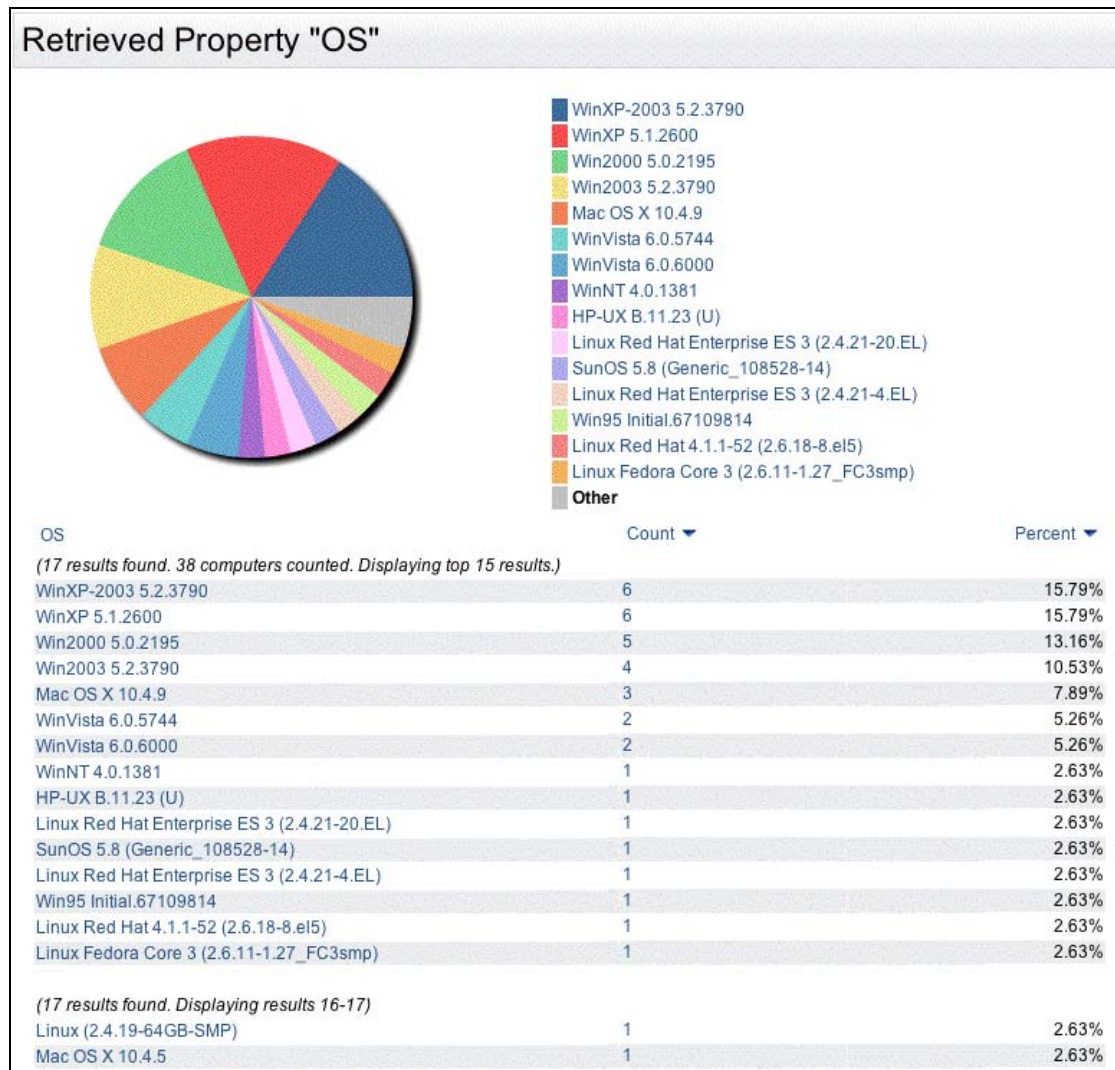 Retrieved Property "OS"
WinXP-2003 5.2.3790
WinXP 5.1.2600
Win2000 5.0.2195
Win2003 5.2.3790
Mac OS X 10.4.9
WinVista 6.0.5744
WinVista 6.0.6000
WinNT 4.0.1381
HP-UX B.11.23 (U)
Linux Red Hat Enterprise ES 3 (2.4.21-20.EL)
SunOS 5.8 (Generic_108528-14)
Linux Red Hat Enterprise ES 3 (2.4.21-4.EL)
Win95 Initial.67109814
Linux Red Hat 4.1.1-52 (2.6.18-8.el5)
Linux Fedora Core 3 (2.6.11-1.27_FC3smp)
Other
OS Count Percent
(17 results found. 38 computers counted. Displaying top 15 results.)
WinXP-2003 5.2.3790 6 15.79%
WinXP 5.1.2600 6 15.79%
Win2000 5.0.2195 5 13.16%
Win2003 5.2.3790 4 10.53%
Mac OS X 10.4.9 3 7.89%
WinVista 6.0.5744 2 5.26%
WinVista 6.0.6000 2 5.26%
WinNT 4.0.1381 1 2.63%
HP-UX B.11.23 (U) 1 2.63%
Linux Red Hat Enterprise ES 3 (2.4.21-20.EL) 1 2.63%
SunOS 5.8 (Generic_108528-14) 1 2.63%
Linux Red Hat Enterprise ES 3 (2.4.21-4.EL) 1 2.63%
Win95 Initial.67109814 1 2.63%
Linux Red Hat 4.1.1-52 (2.6.18-8.el5) 1 2.63%
Linux Fedora Core 3 (2.6.11-1.27_FC3smp) 1 2.63%
(17 results found. Displaying results 16-17)
Linux (2.4.19-64GB-SMP) 1 2.63%
Mac OS X 10.4.5 1 2.63%